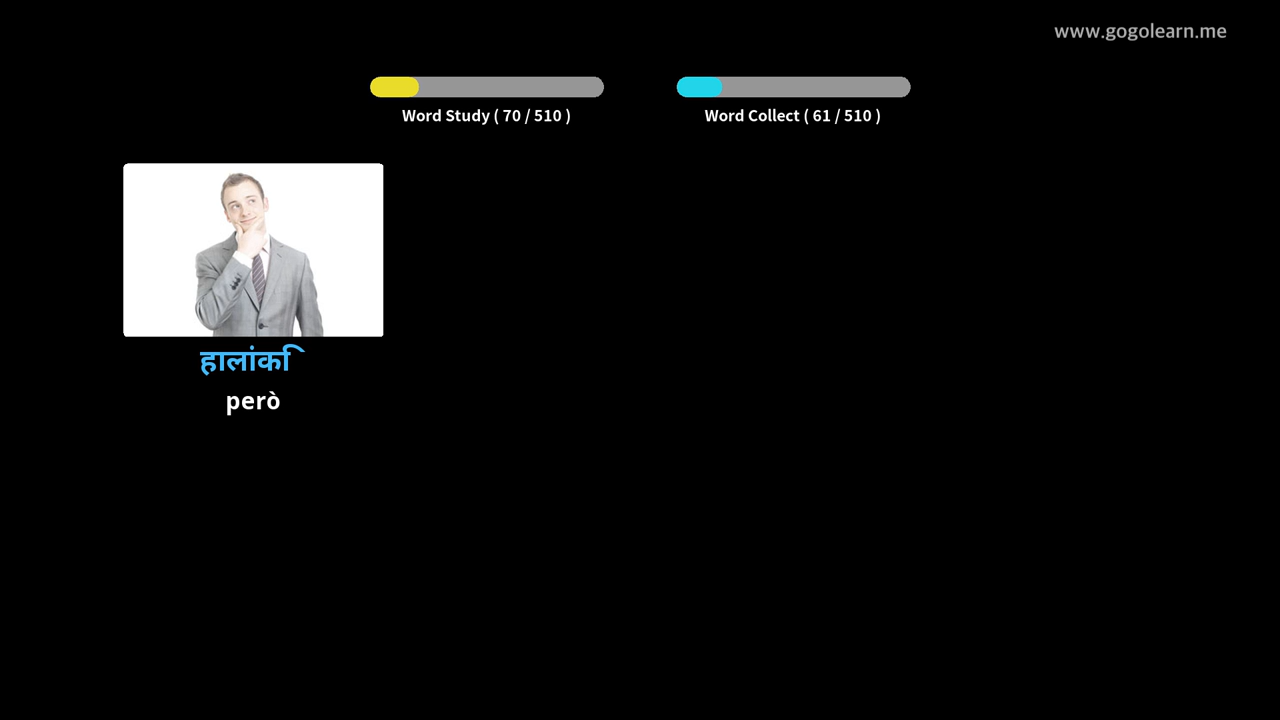 www.gogolearn.me
Word Study ( 70 / 510 )
Word Collect ( 61 / 510 )
हालांकि
però